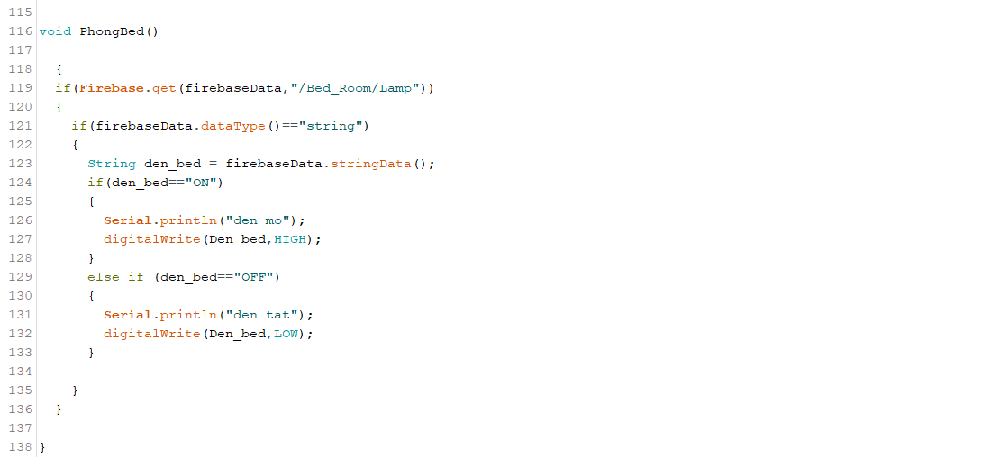 115
116 void PhongBed()
117
118   {
119   if(Firebase.get(firebaseData,"/Bed_Room/Lamp"))
120   {
121     if(firebaseData.dataType()=="string")
122     {
123       String den_bed = firebaseData.stringData();
124       if(den_bed=="ON")
125       {
126         Serial.println("den mo");
127         digitalWrite(Den_bed,HIGH);
128       }
129       else if (den_bed=="OFF")
130       {
131         Serial.println("den tat");
132         digitalWrite(Den_bed,LOW);
133       }
134
135     }
136   }
137
138 }